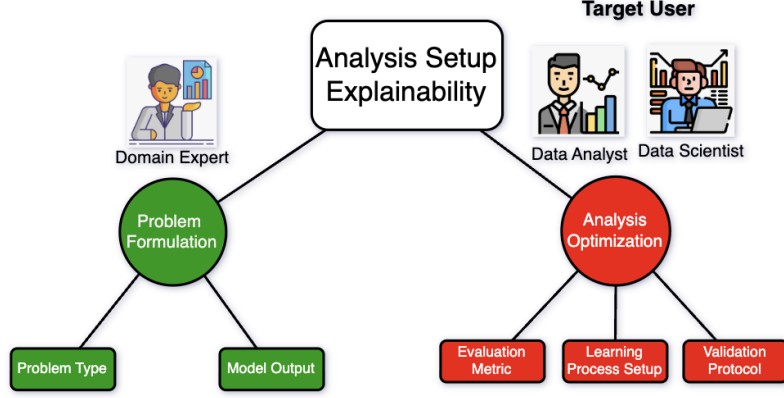 Target User
Analysis Setup
Explainability
Domain Expert
Data Analyst
Data Scientist
Problem
Formulation
Analysis
Optimization
Problem Type
Model Output
Evaluation
Metric
Learning
Process Setup
Validation
Protocol